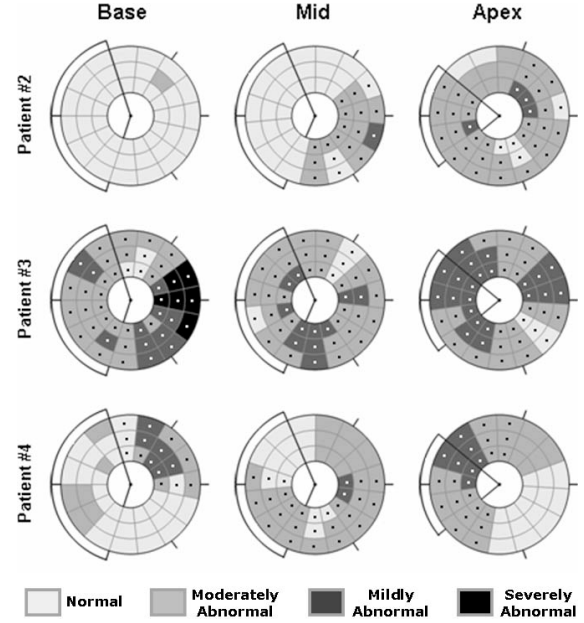 Base Mid Apex
Patient #2
Patient #3
Patient #4
Normal
Moderately
Abnormal
Mildly
Abnormal
Severely
Abnormal